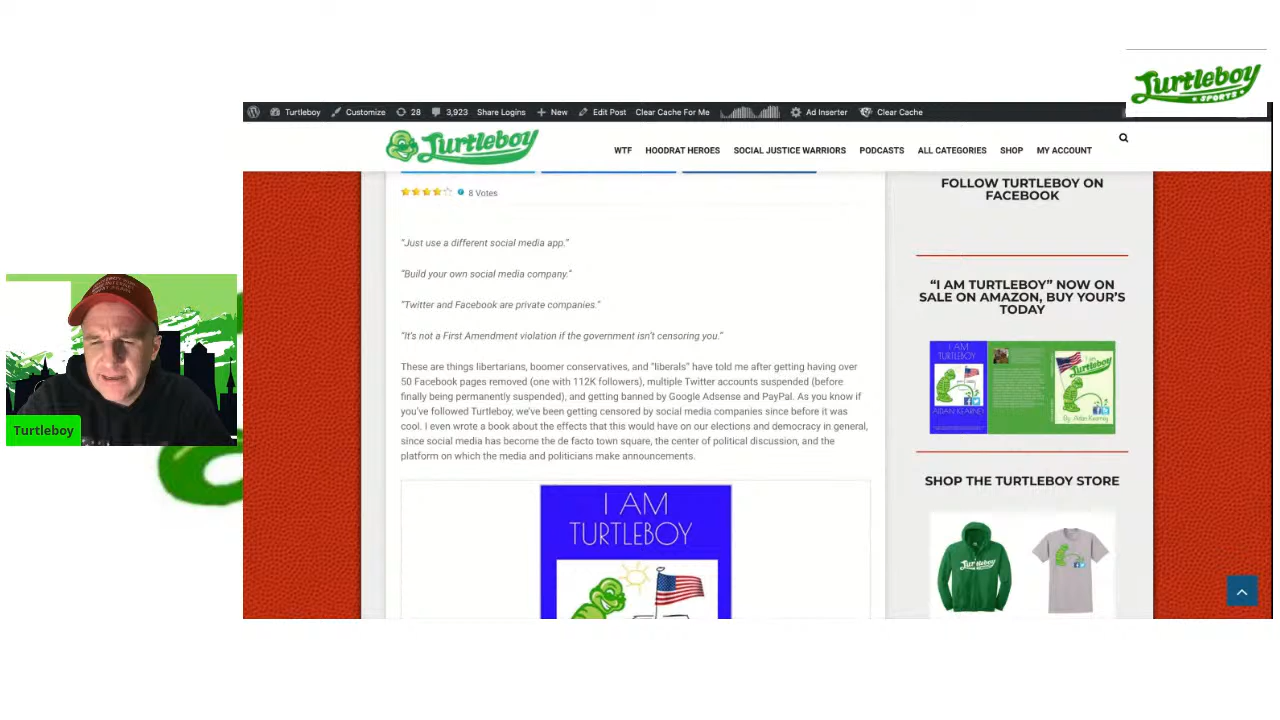 Turtleboy
SPORTS
Turtleboy Customize 28 3,923 Share Logins New Edit Post Clear Cache For Me Ad Inserter Clear Cache
Turtleboy
WTF HOODRAT HEROES SOCIAL JUSTICE WARRIORS PODCASTS ALL CATEGORIES SHOP MY ACCOUNT
8 Votes
“Just use a different social media app.”
“Build your own social media company.”
“Twitter and Facebook are private companies.”
“It’s not a First Amendment violation if the government isn’t censoring you.”
These are things libertarians, boomer conservatives, and “liberals” have told me after getting having over
50 Facebook pages removed (one with 112K followers), multiple Twitter accounts suspended (before
finally being permanently suspended), and getting banned by Google Adsense and PayPal. As you know if
you’ve followed Turtleboy, we’ve been getting censored by social media companies since before it was
cool. I even wrote a book about the effects that this would have on our elections and democracy in general,
since social media has become the de facto town square, the center of political discussion, and the
platform on which the media and politicians make announcements.
I AM
TURTLEBOY
FOLLOW TURTLEBOY ON
FACEBOOK
“I AM TURTLEBOY” NOW ON
SALE ON AMAZON, BUY YOUR’S
TODAY
I AM
TURTLEBOY
AIDAN KEARNEY
By: Aidan Kearney
SHOP THE TURTLEBOY STORE
Turtleboy
Turtleboy